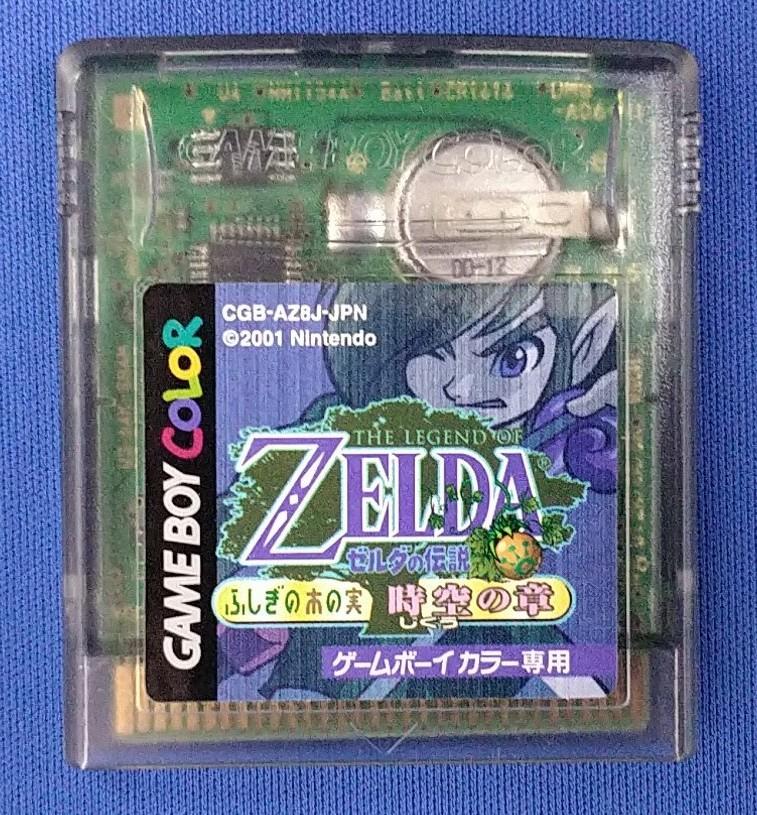 GAME BOY COLOR
DD-12
CGB-AZ8J-JPN
©2001 Nintendo
GAME BOY COLOR
THE LEGEND OF
ZELDA®
ゼルダの伝説
ふしぎの木の実 時空の章
じくう
ゲームボーイカラー専用